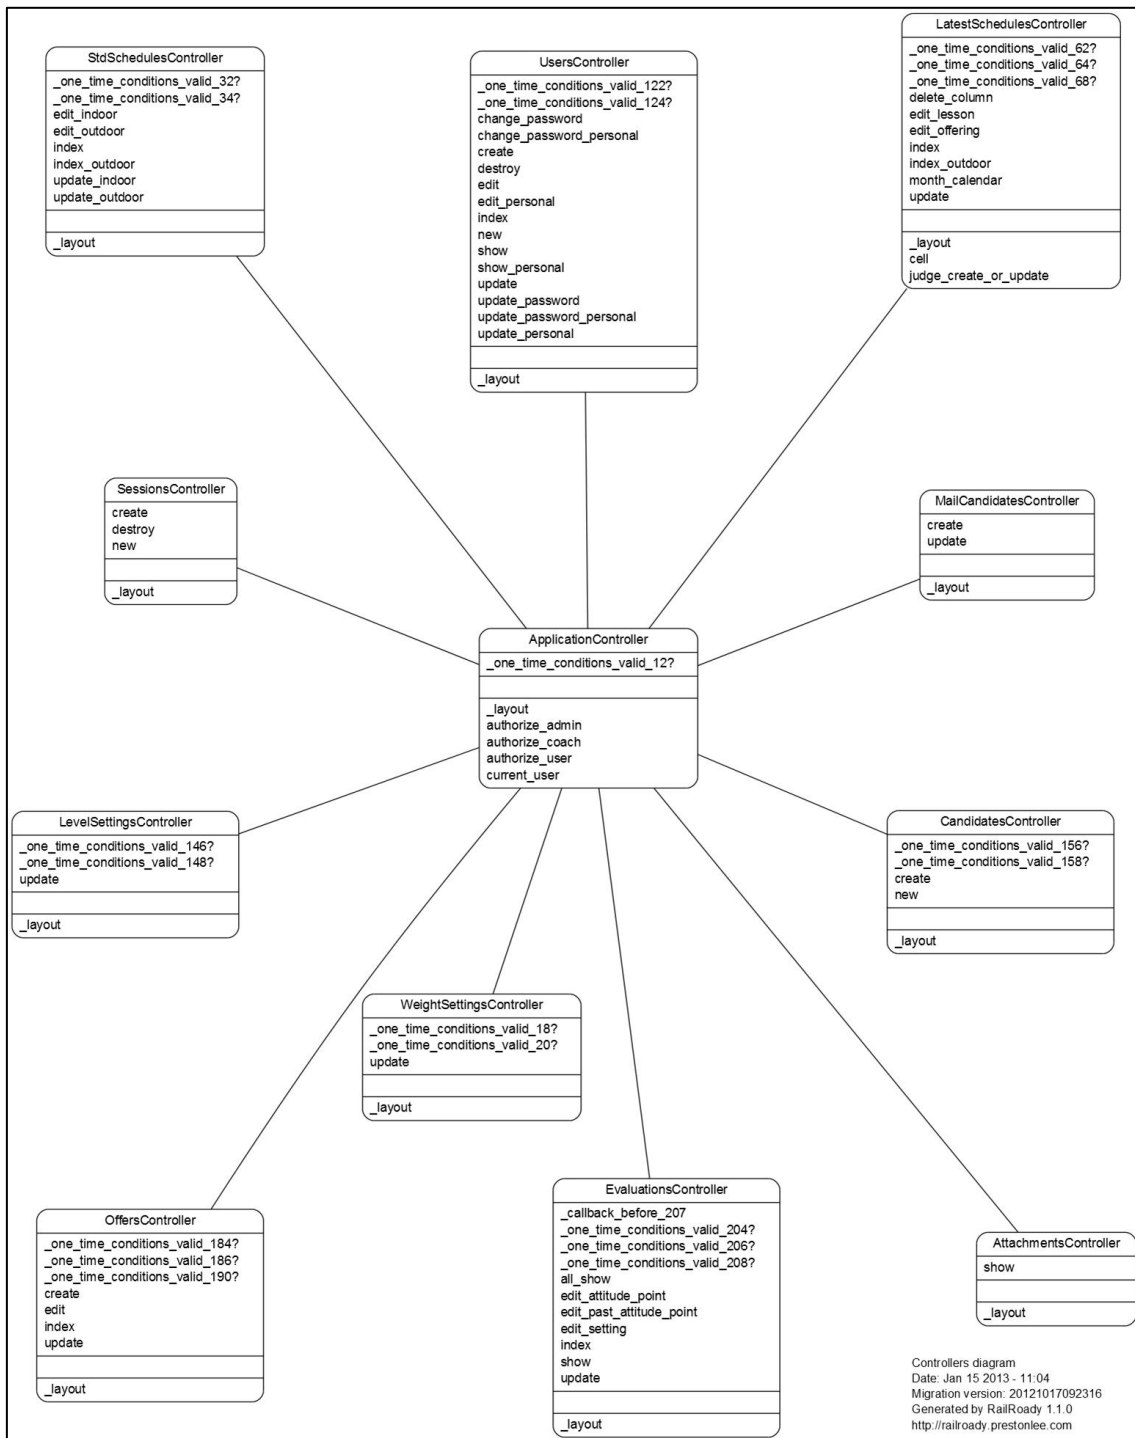 StdSchedulesController
_one_time_conditions_valid_32?
_one_time_conditions_valid_34?
edit_indoor
edit_outdoor
index
index_outdoor
update_indoor
update_outdoor
_layout
UsersController
_one_time_conditions_valid_122?
_one_time_conditions_valid_124?
change_password
change_password_personal
create
destroy
edit
edit_personal
index
new
show
show_personal
update
update_password
update_password_personal
update_personal
_layout
LatestSchedulesController
_one_time_conditions_valid_62?
_one_time_conditions_valid_64?
_one_time_conditions_valid_68?
delete_column
edit_lesson
edit_offering
index
index_outdoor
month_calendar
update
_layout
cell
judge_create_or_update
SessionsController
create
destroy
new
_layout
MailCandidatesController
create
update
_layout
ApplicationController
_one_time_conditions_valid_12?
_layout
authorize_admin
authorize_coach
authorize_user
current_user
LevelSettingsController
_one_time_conditions_valid_146?
_one_time_conditions_valid_148?
update
_layout
CandidatesController
_one_time_conditions_valid_156?
_one_time_conditions_valid_158?
create
new
_layout
WeightSettingsController
_one_time_conditions_valid_18?
_one_time_conditions_valid_20?
update
_layout
OffersController
_one_time_conditions_valid_184?
_one_time_conditions_valid_186?
_one_time_conditions_valid_190?
create
edit
index
update
_layout
EvaluationsController
_callback_before_207
_one_time_conditions_valid_204?
_one_time_conditions_valid_206?
_one_time_conditions_valid_208?
all_show
edit_attitude_point
edit_past_attitude_point
edit_setting
index
show
update
_layout
AttachmentsController
show
_layout
Controllers diagram
Date: Jan 15 2013 - 11:04
Migration version: 20121017092316
Generated by RailRoady 1.1.0
http://railroady.prestonlee.com